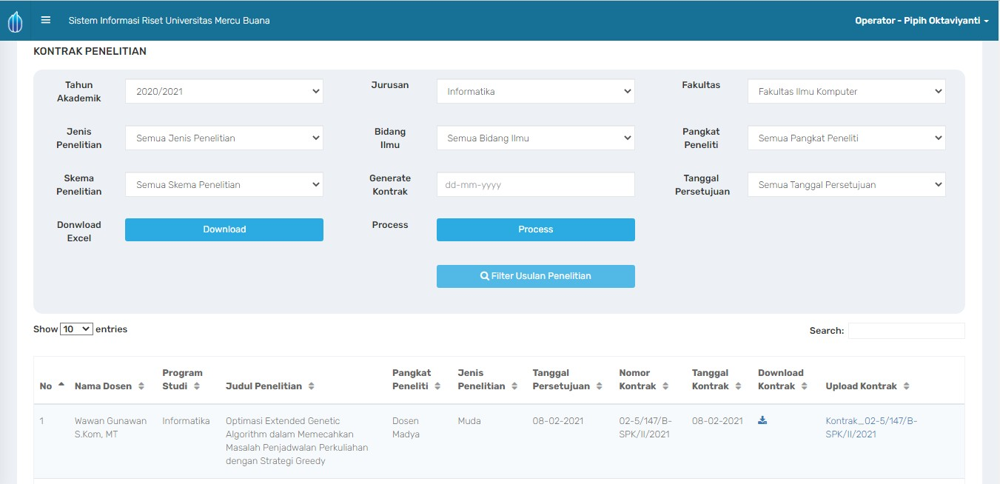 Sistem Informasi Riset Universitas Mercu Buana
Operator - Pipih Oktaviyanti
KONTRAK PENELITIAN
Tahun
Akademik
2020/2021
Jurusan
Informatika
Fakultas
Fakultas Ilmu Komputer
Jenis
Penelitian
Semua Jenis Penelitian
Bidang
Ilmu
Semua Bidang Ilmu
Pangkat
Peneliti
Semua Pangkat Peneliti
Skema
Penelitian
Semua Skema Penelitian
Generate
Kontrak
dd-mm-yyyy
Tanggal
Persetujuan
Semua Tanggal Persetujuan
Donwload
Excel
Download
Process
Process
Filter Usulan Penelitian
Show 10 entries
Search:
No
Nama Dosen
Program
Studi
Judul Penelitian
Pangkat
Peneliti
Jenis
Penelitian
Tanggal
Persetujuan
Nomor
Kontrak
Tanggal
Kontrak
Download
Kontrak
Upload Kontrak
1
Wawan Gunawan
S.Kom, MT
Informatika
Optimasi Extended Genetic
Algorithm dalam Memecahkan
Masalah Penjadwalan Perkuliahan
dengan Strategi Greedy
Dosen
Madya
Muda
08-02-2021
02-5/147/B-
SPK/II/2021
08-02-2021
Kontrak_02-5/147/B-
SPK/II/2021